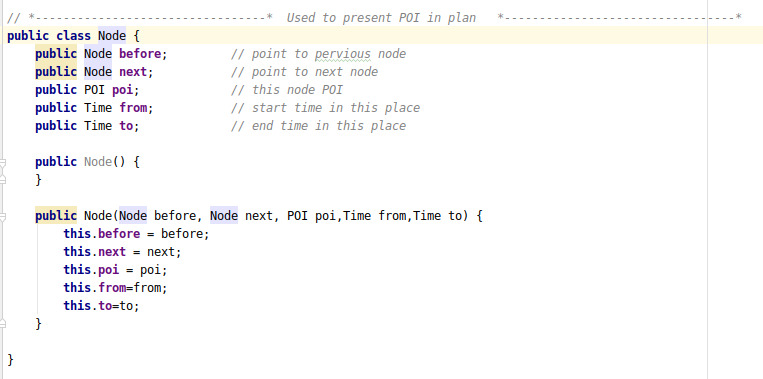 // *---------------------------------*  Used to present POI in plan   *---------------------------------*
public class Node {
    public Node before;         // point to pervious node
    public Node next;           // point to next node
    public POI poi;             // this node POI
    public Time from;           // start time in this place
    public Time to;             // end time in this place
    public Node() {
    }
    public Node(Node before, Node next, POI poi,Time from,Time to) {
        this.before = before;
        this.next = next;
        this.poi = poi;
        this.from=from;
        this.to=to;
    }
}